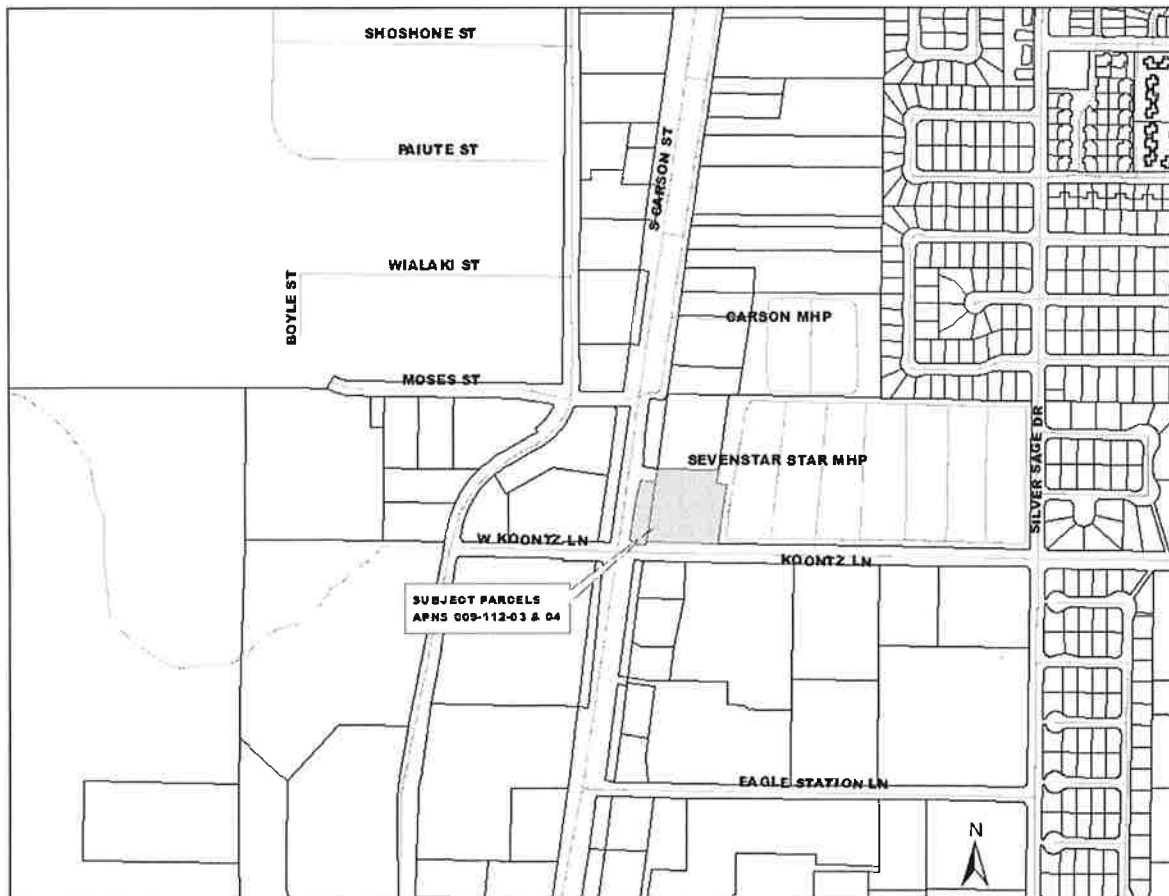 SHOSHONE ST
PAIUTE ST
S CARSON ST
WIALAKI ST
BOYLE ST
CARSON MHP
MOSES ST
SEVENSTAR STAR MHP
SILVER SAGE DR
W KOONTZ LN
KOONTZ LN
SUBJECT PARCELS
APNS 009-112-03 & 04
EAGLE STATION LN
N